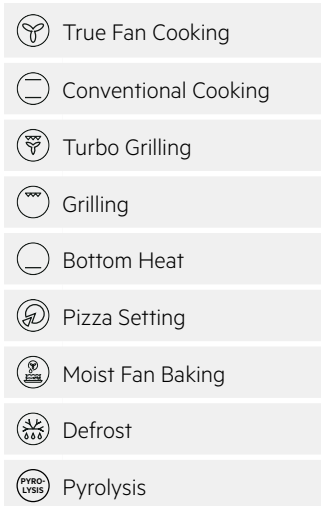 True Fan Cooking
Conventional Cooking
Turbo Grilling
Grilling
Bottom Heat
Pizza Setting
Moist Fan Baking
Defrost
PYRO-
LYSIS Pyrolysis